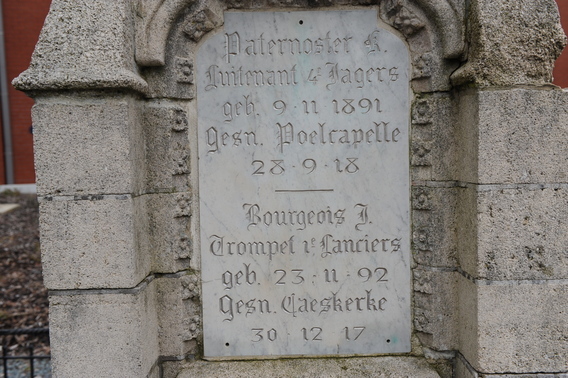 Paternoster K.
Luitenant 4e Jagers
geb. 9·11 1891
Gesn. Poelcapelle
28·9·18
Bourgeois J.
Trompet 1e Lanciers
geb. 23·11·92
Gesn. Caeskerke
30·12·17